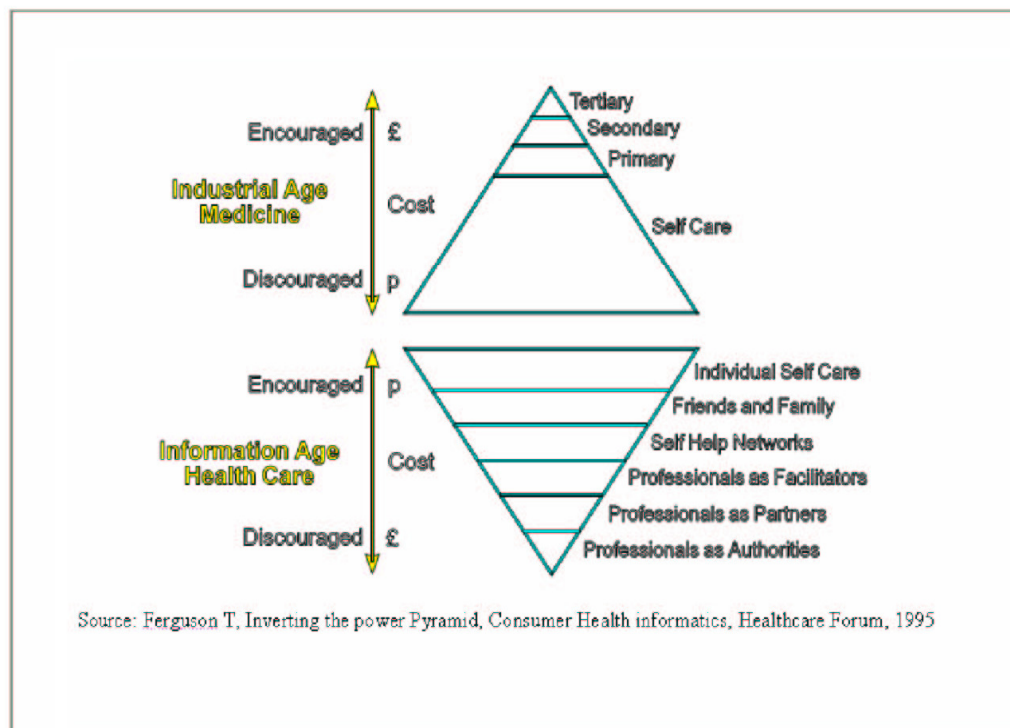 Tertiary
Encouraged £ Secondary
Primary
Industrial Age
Medicine
Cost
Self Care
Discouraged p
Individual Self Care
Encouraged p
Friends and Family
Information Age
Health Care
Cost
Self Help Networks
Professionals as Facilitators
Professionals as Partners
Discouraged £
Professionals as Authorities
Source: Ferguson T, Inverting the power Pyramid, Consumer Health informatics, Healthcare Forum, 1995